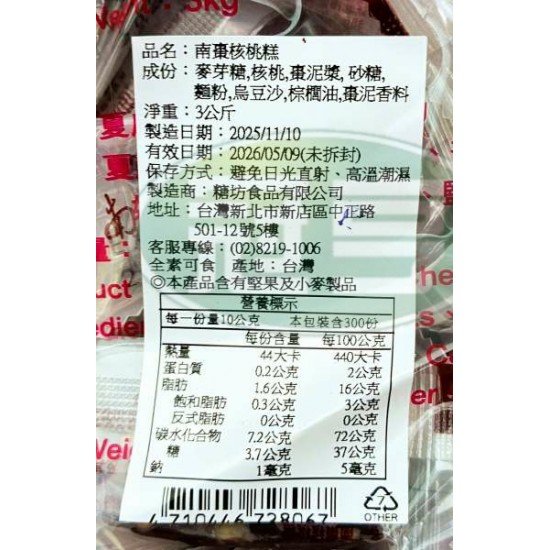 3kg
品名：南棗核桃糕
成份：麥芽糖,核桃,棗泥漿, 砂糖,
麵粉,烏豆沙,棕櫚油,棗泥香料
淨重：3公斤
製造日期：2025/11/10
有效日期：2026/05/09(未拆封)
保存方式：避免日光直射、高溫潮濕
製造商：糖坊食品有限公司
地址：台灣新北市新店區中正路
501-12號5樓
客服專線：(02)8219-1006
全素可食 產地：台灣
◎本產品含有堅果及小麥製品
營養標示
每一份量10公克 本包裝含300份
每份含量 每100公克
熱量 44大卡 440大卡
蛋白質 0.2公克 2公克
脂肪 1.6公克 16公克
飽和脂肪 0.3公克 3公克
反式脂肪 0公克 0公克
碳水化合物 7.2公克 72公克
糖 3.7公克 37公克
鈉 1毫克 5毫克
4 710446 728067
7
OTHER